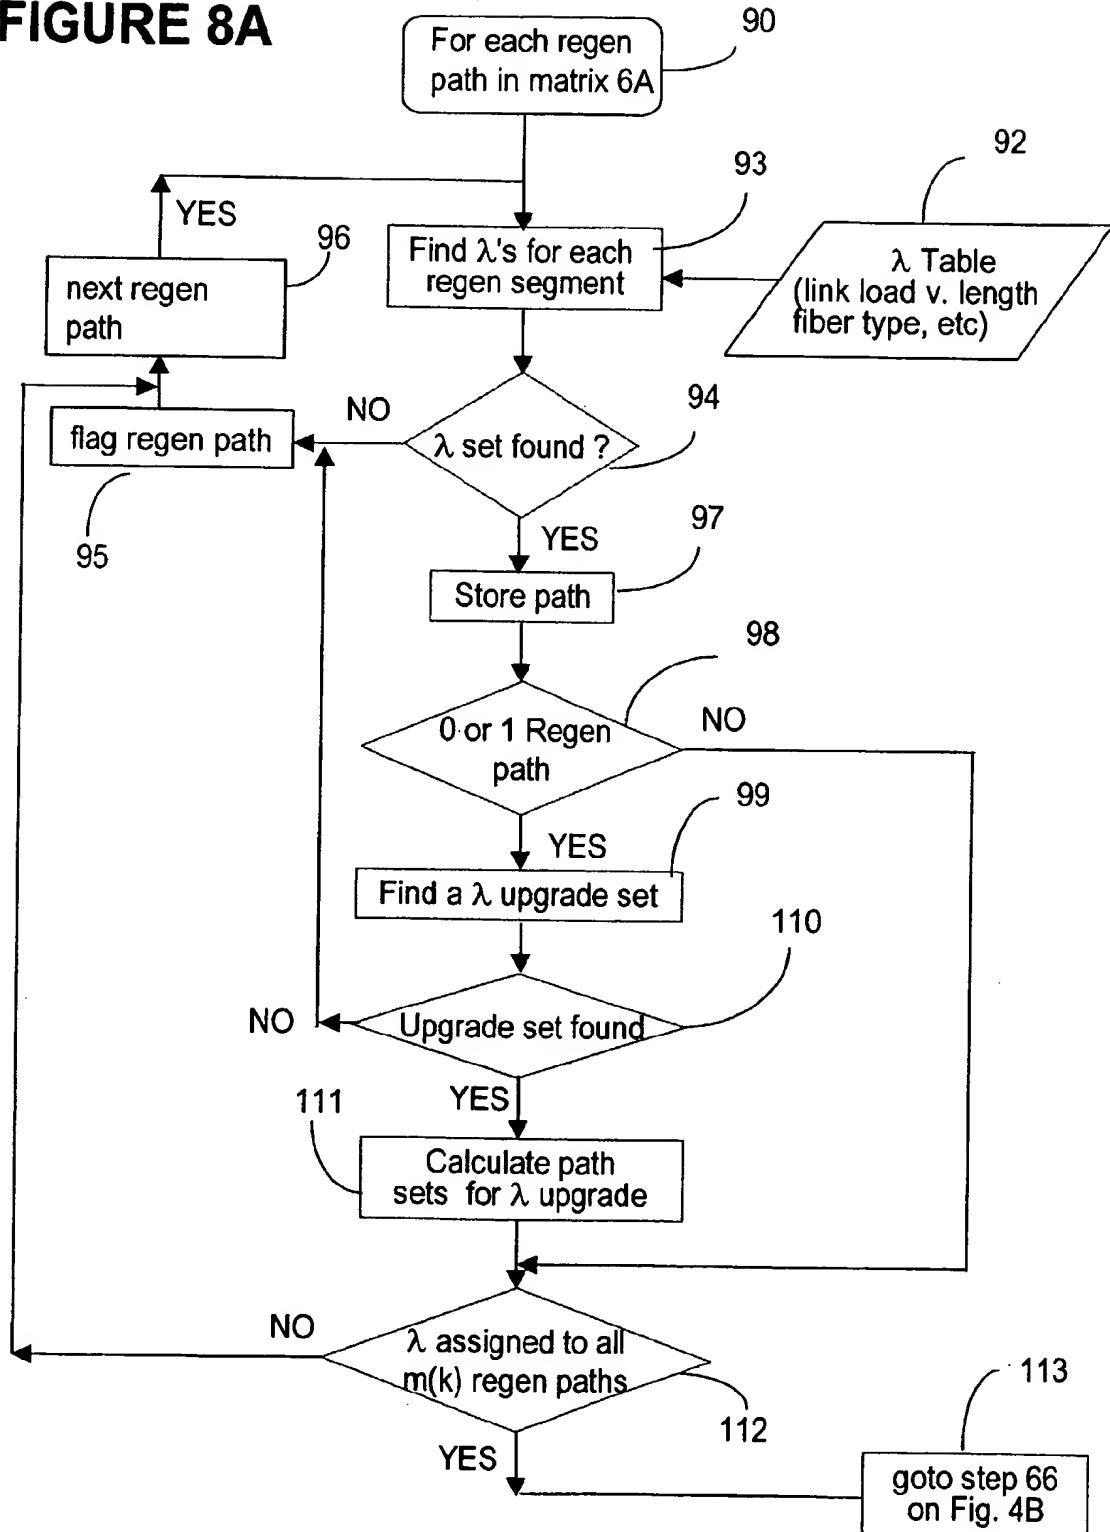 FIGURE 8A
For each regen
path in matrix 6A
90
93
92
YES
96
Find λ's for each
regen segment
λ Table
(link load v. length
fiber type, etc)
next regen
path
NO
94
flag regen path
λ set found ?
95
YES
97
Store path
98
0 or 1 Regen
path
NO
99
YES
Find a λ upgrade set
110
NO
Upgrade set found
YES
111
Calculate path
sets for λ upgrade
NO
λ assigned to all
m(k) regen paths
112
113
YES
goto step 66
on Fig. 4B